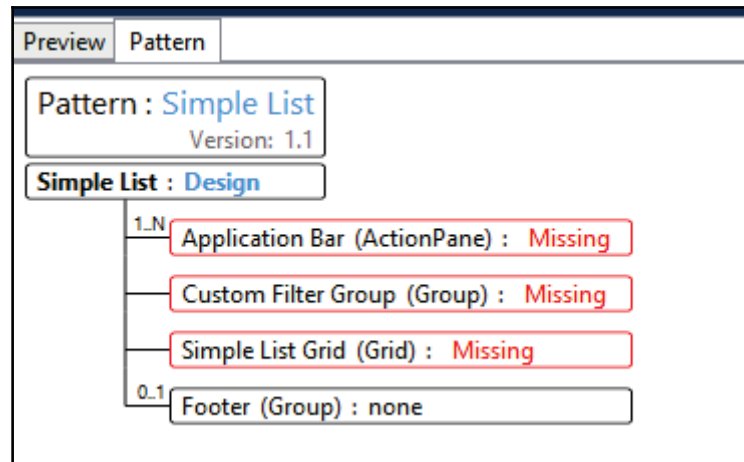 Preview Pattern
Pattern : Simple List
Version: 1.1
Simple List : Design
1..N
Application Bar (ActionPane) : Missing
Custom Filter Group (Group) : Missing
Simple List Grid (Grid) : Missing
0..1
Footer (Group) : none